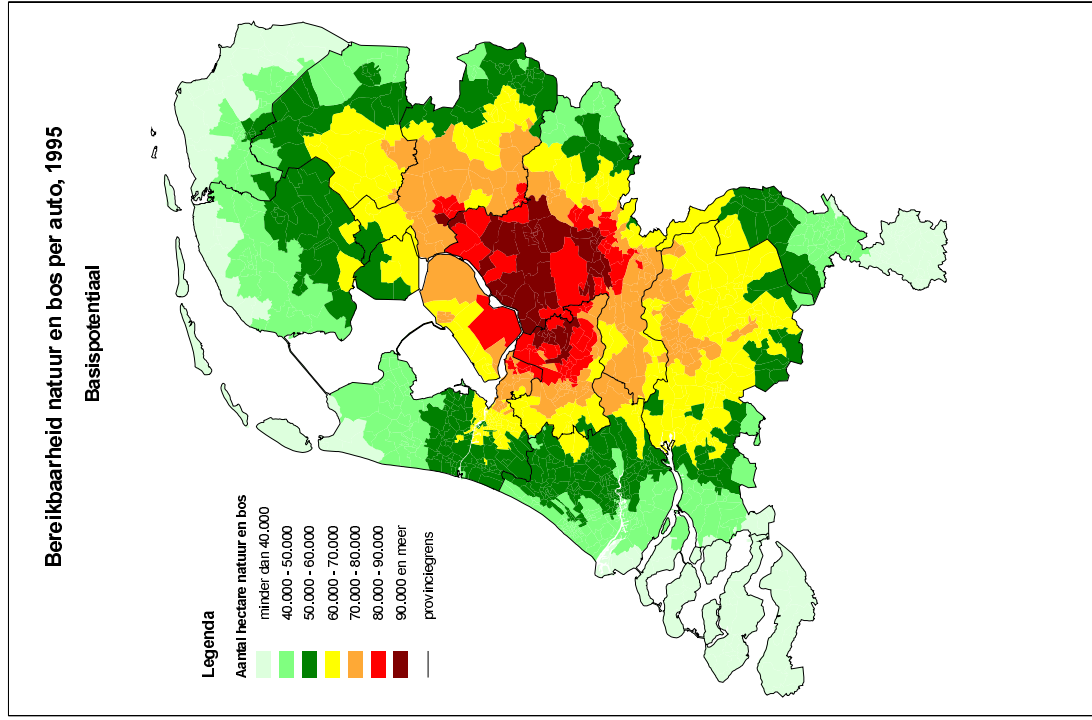 Bereikbaarheid natuur en bos per auto, 1995
Basispotentiaal
Legenda
Aantal hectare natuur en bos
minder dan 40.000
40.000 - 50.000
50.000 - 60.000
60.000 - 70.000
70.000 - 80.000
80.000 - 90.000
90.000 en meer
provinciegrens